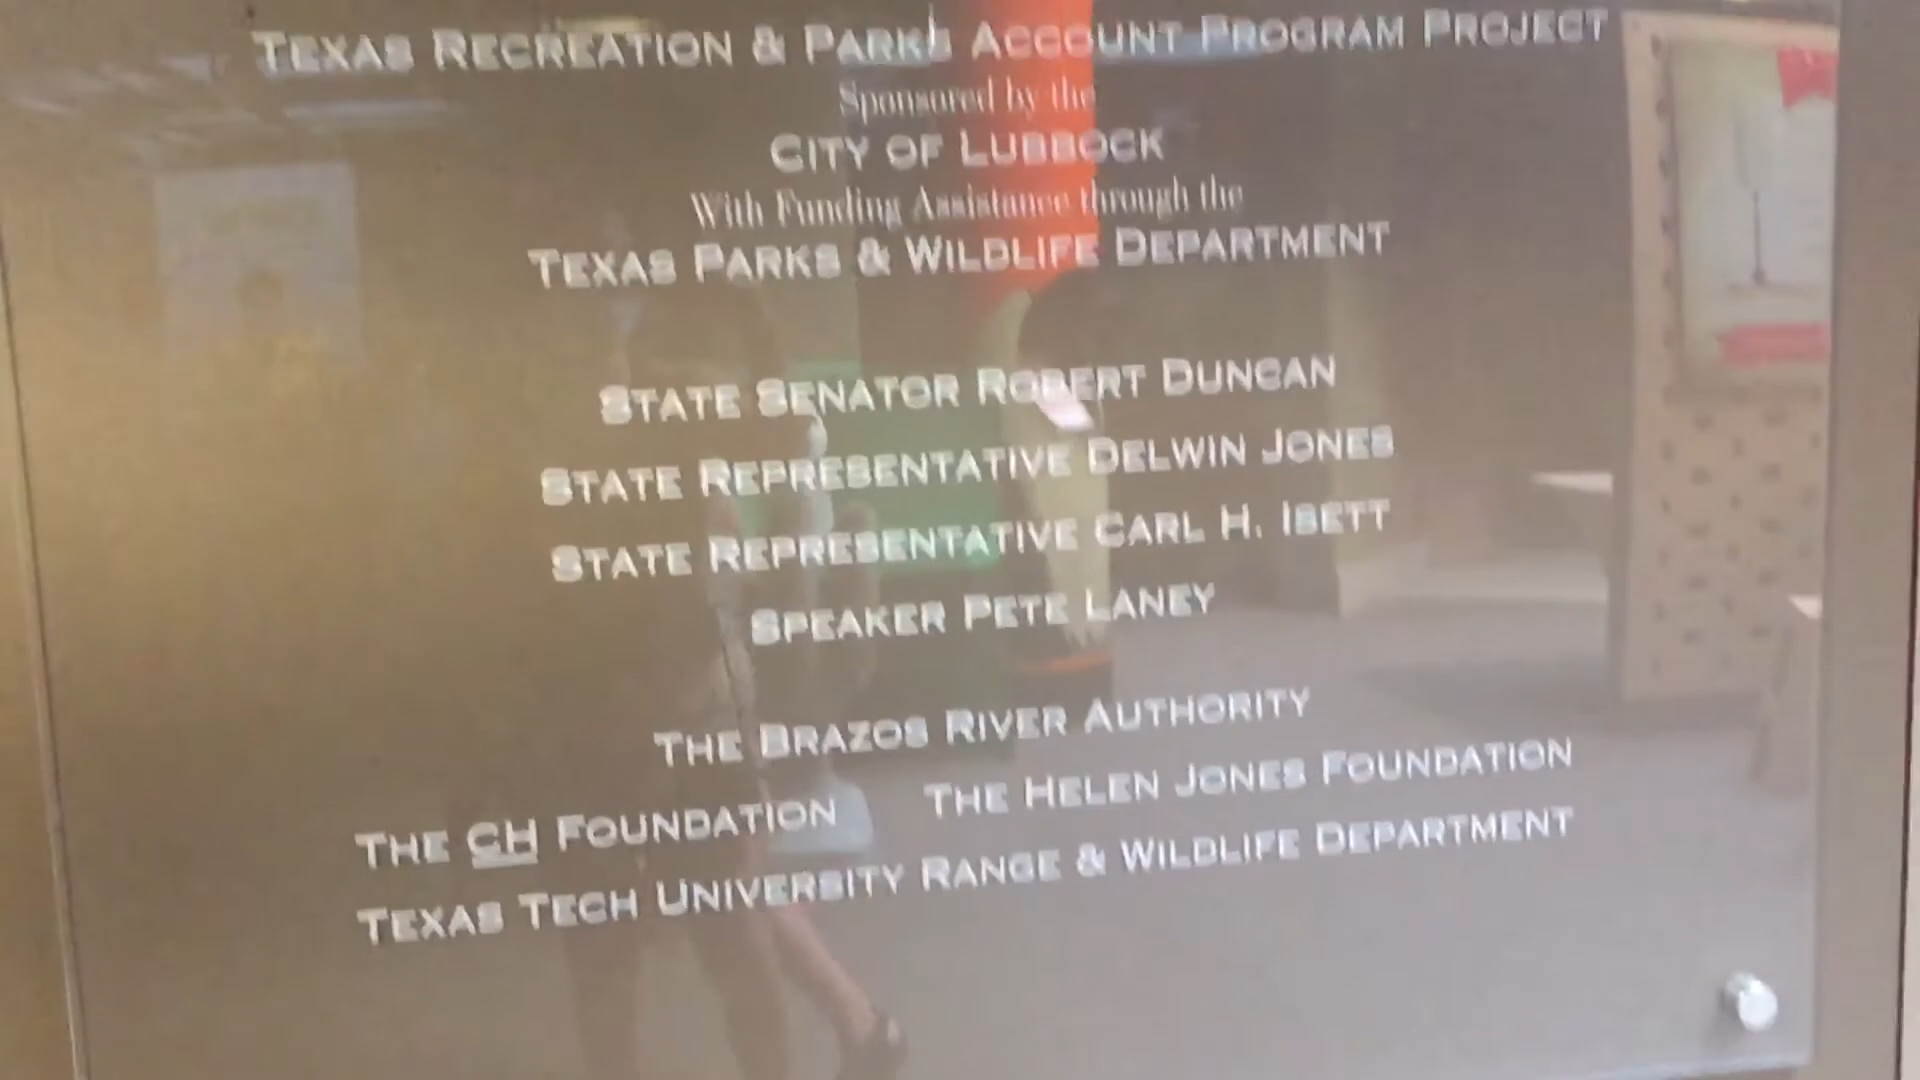 TEXAS RECREATION & PARKS ACCOUNT PROGRAM PROJECT
Sponsored by the
CITY OF LUBBOCK
With Funding Assistance through the
TEXAS PARKS & WILDLIFE DEPARTMENT
STATE SENATOR ROBERT DUNCAN
STATE REPRESENTATIVE DELWIN JONES
STATE REPRESENTATIVE CARL H. ISETT
SPEAKER PETE LANEY
THE BRAZOS RIVER AUTHORITY
THE CH FOUNDATION THE HELEN JONES FOUNDATION
TEXAS TECH UNIVERSITY RANGE & WILDLIFE DEPARTMENT